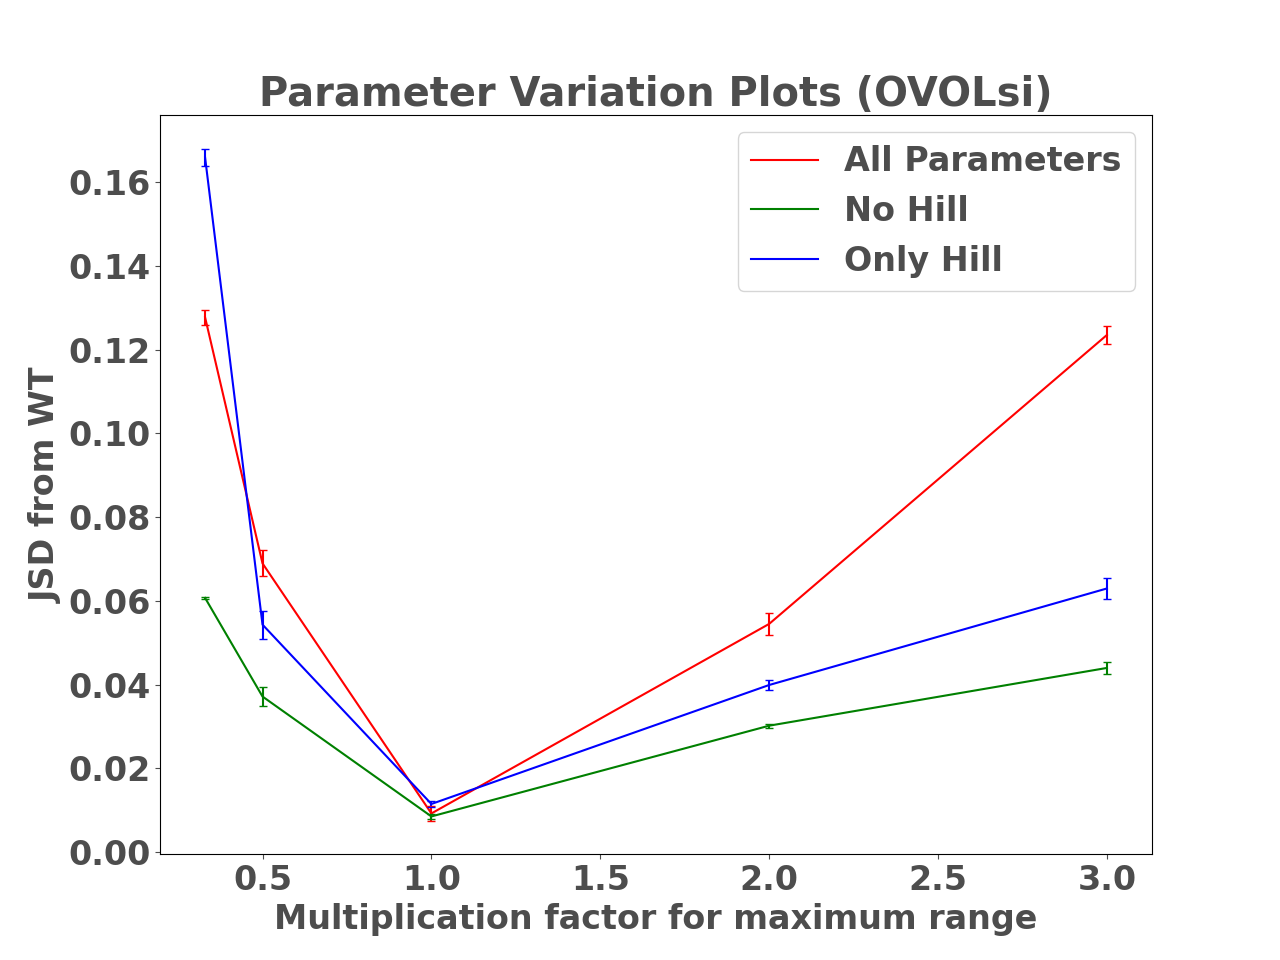 Parameter Variation Plots (OVOLsi)
All Parameters
No Hill
Only Hill
JSD from WT
0.16
0.14
0.12
0.10
0.08
0.06
0.04
0.02
0.00
0.5 1.0 1.5 2.0 2.5 3.0
Multiplication factor for maximum range